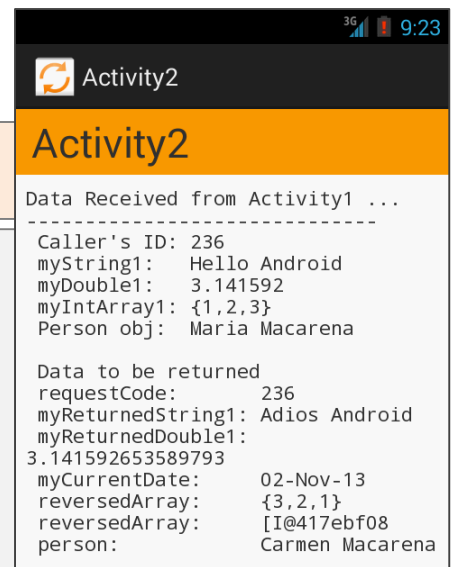 3G 9:23
Activity2
Activity2
Data Received from Activity1 ...
------------------------------
Caller's ID: 236
myString1: Hello Android
myDouble1: 3.141592
myIntArray1: {1,2,3}
Person obj: Maria Macarena
Data to be returned
requestCode: 236
myReturnedString1: Adios Android
myReturnedDouble1:
3.141592653589793
myCurrentDate: 02-Nov-13
reversedArray: {3,2,1}
reversedArray: [I@417ebf08
person: Carmen Macarena